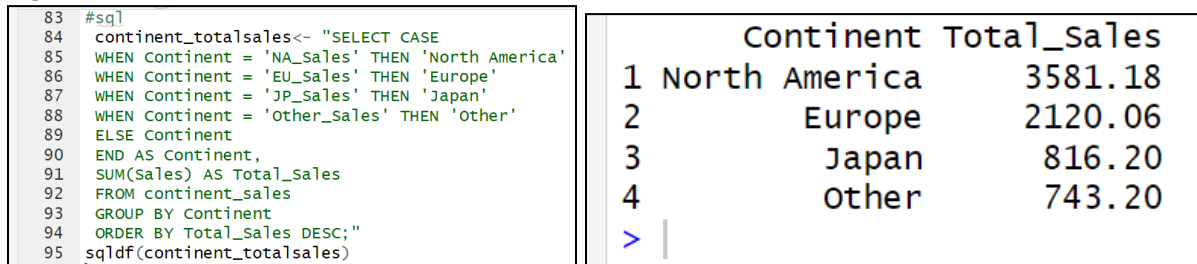 83 #sql
84 continent_totalsales<- "SELECT CASE
85 WHEN Continent = 'NA_Sales' THEN 'North America'
86 WHEN Continent = 'EU_Sales' THEN 'Europe'
87 WHEN Continent = 'JP_Sales' THEN 'Japan'
88 WHEN Continent = 'Other_Sales' THEN 'Other'
89 ELSE Continent
90 END AS Continent,
91 SUM(Sales) AS Total_Sales
92 FROM continent_sales
93 GROUP BY Continent
94 ORDER BY Total_Sales DESC;"
95 sqldf(continent_totalsales)
Continent Total_Sales
1 North America 3581.18
2 Europe 2120.06
3 Japan 816.20
4 Other 743.20
>